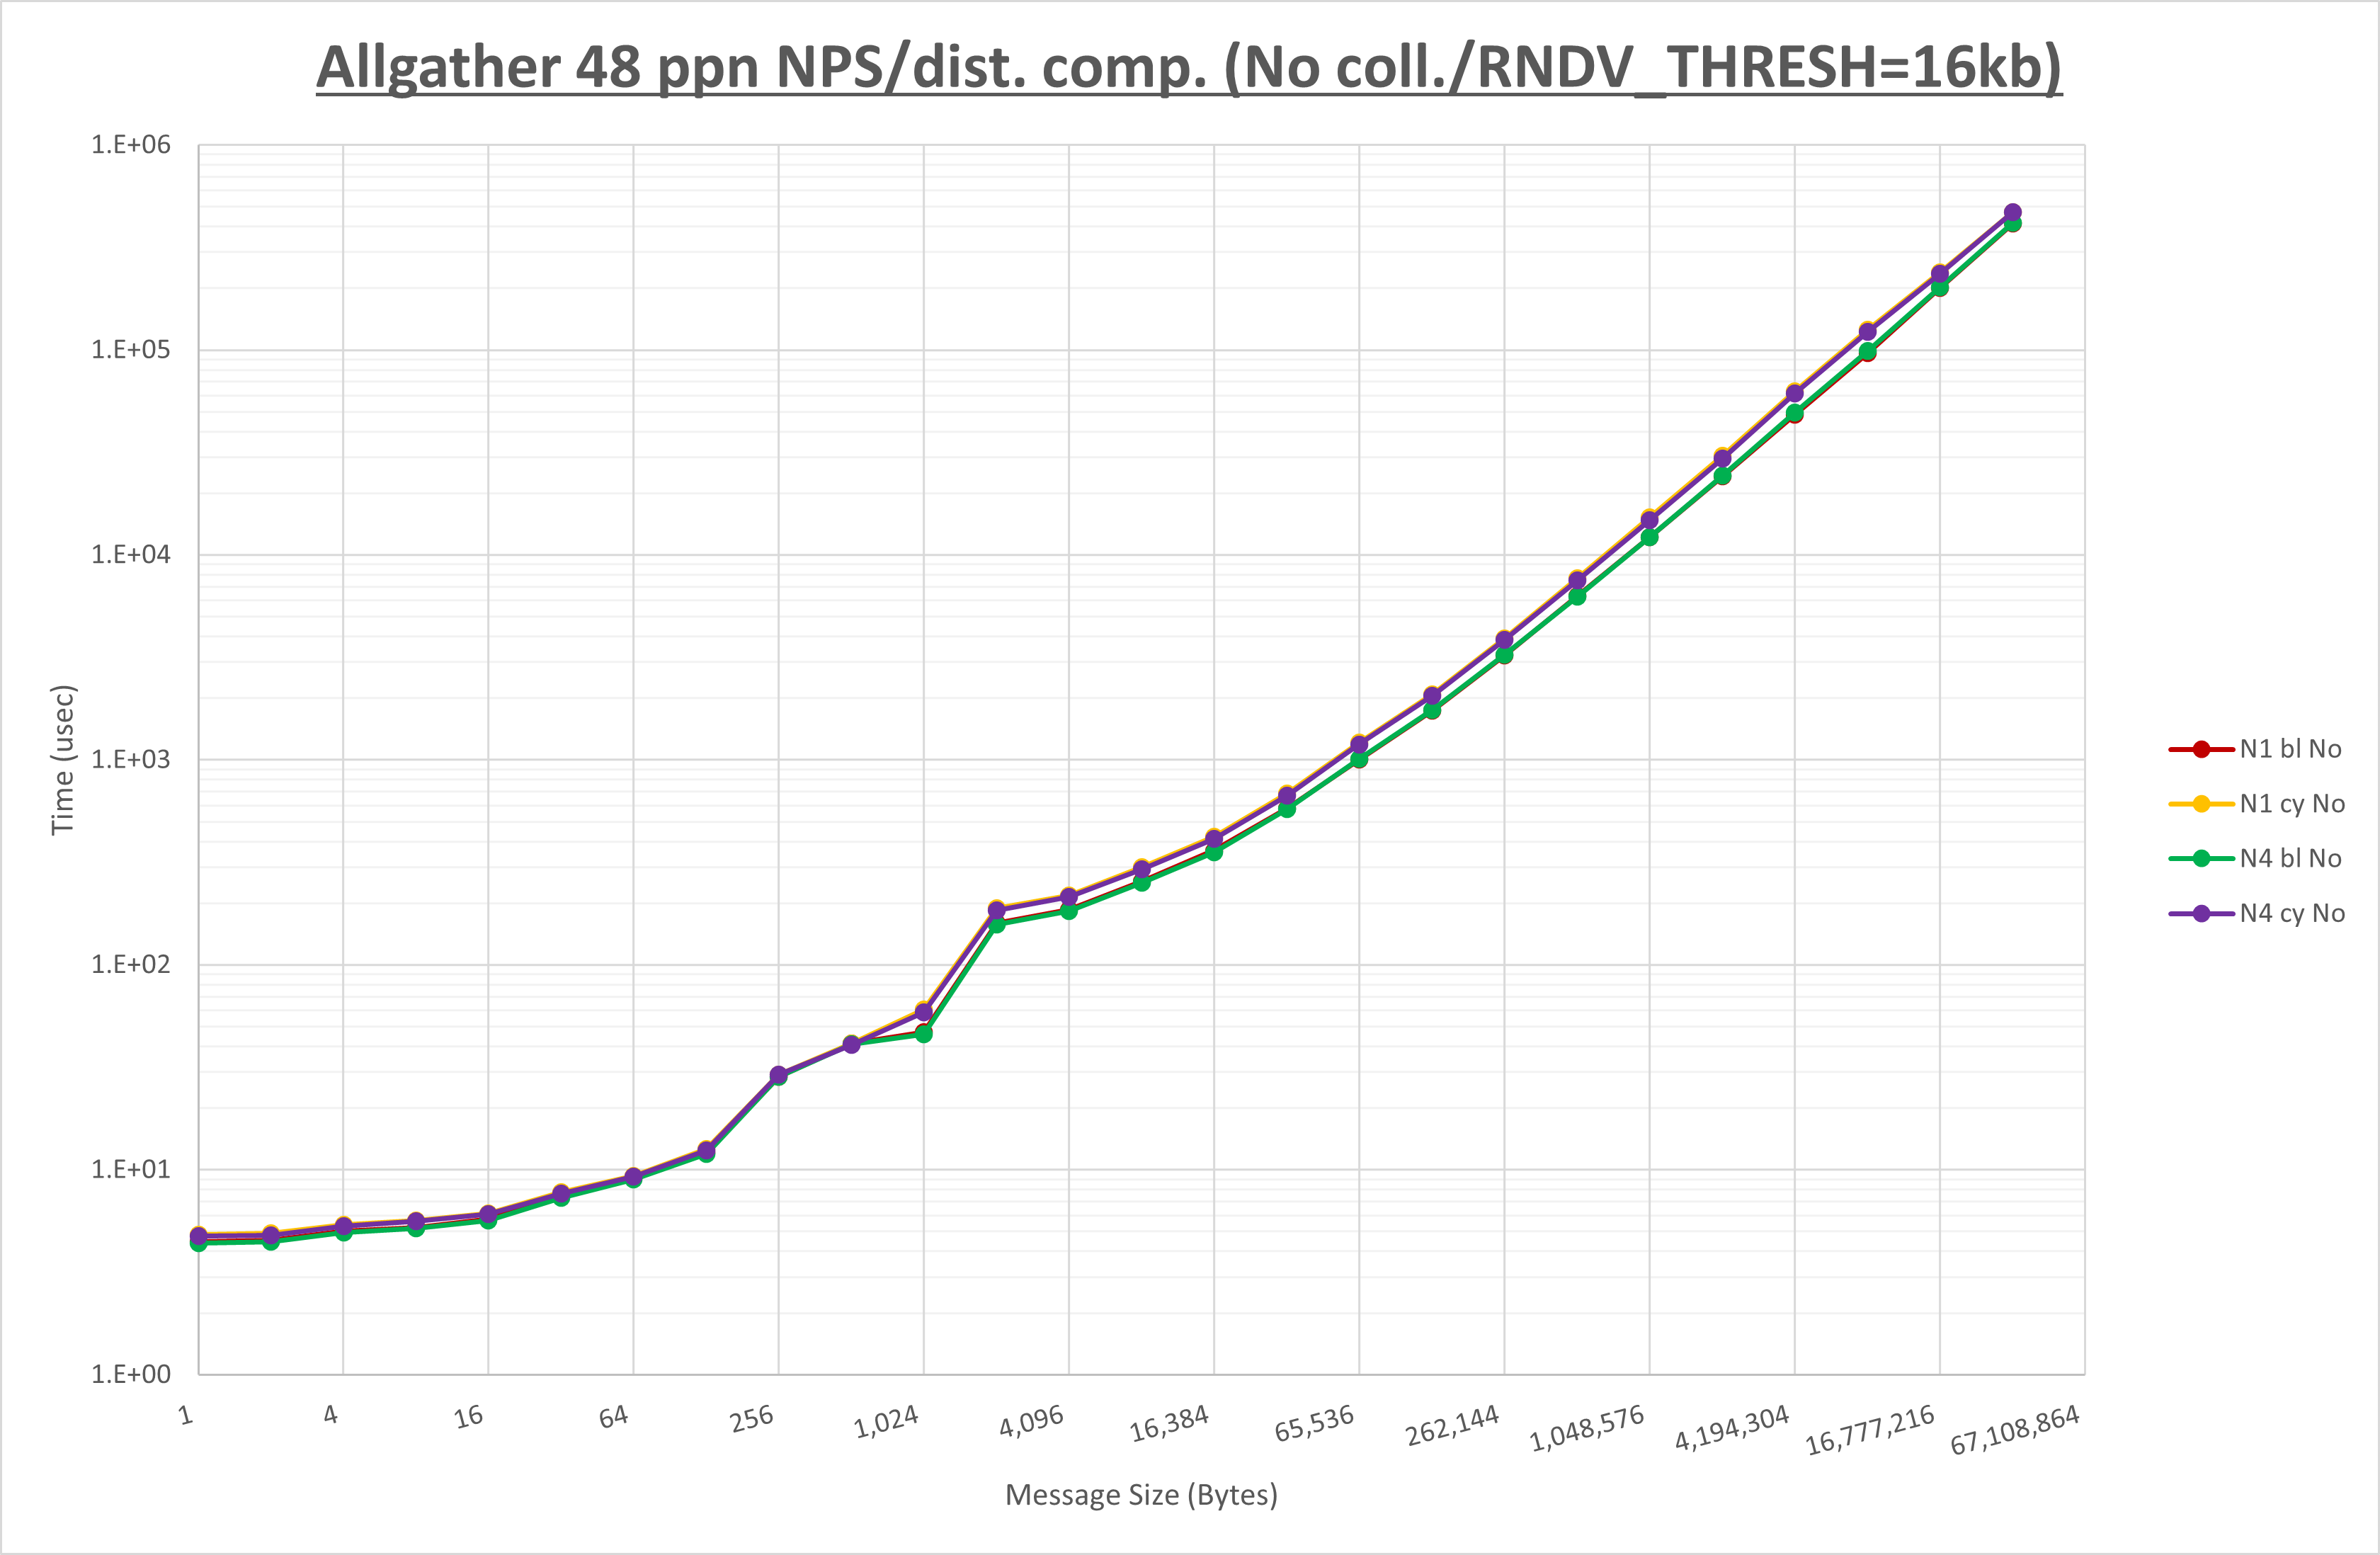 Allgather 48 ppn NPS/dist. comp. (No coll./RNDV_THRESH=16kb)
1.E+06
1.E+05
1.E+04
1.E+03
1.E+02
1.E+01
1.E+00
Time (usec)
1
4
16
64
256
1,024
4,096
16,384
65,536
262,144
1,048,576
4,194,304
16,777,216
67,108,864
Message Size (Bytes)
N1 bl No
N1 cy No
N4 bl No
N4 cy No